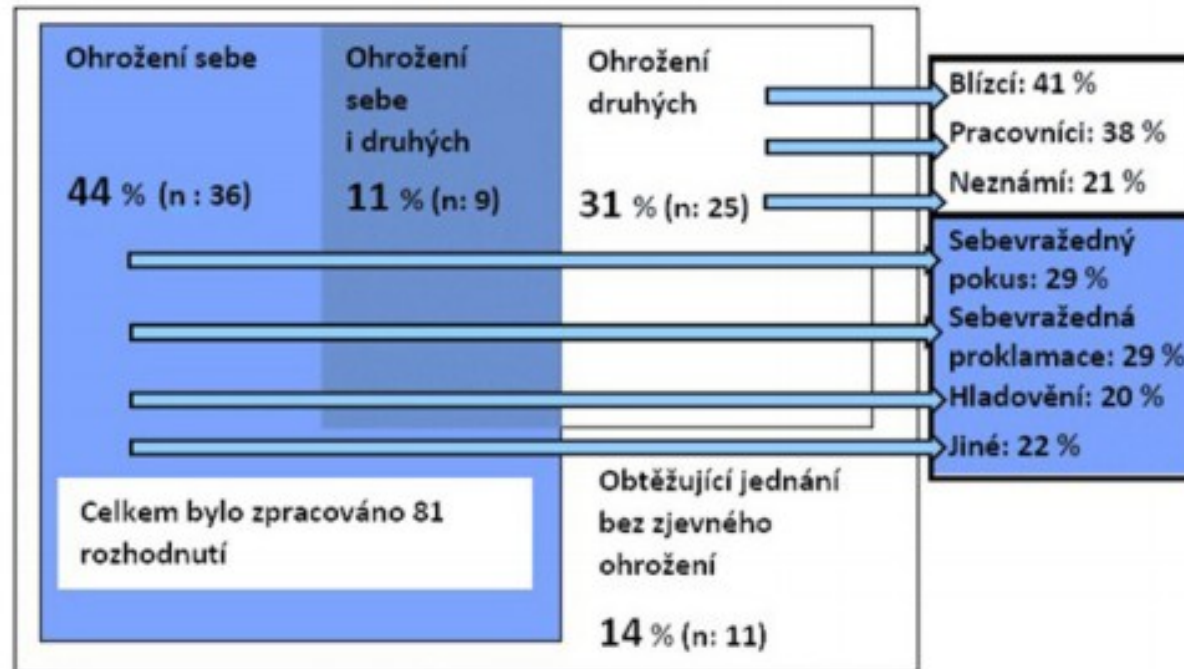 Ohrožení sebe
44 % (n : 36)
Ohrožení
sebe
i druhých
11 % (n: 9)
Ohrožení
druhých
31 % (n: 25)
Blízcí: 41 %
Pracovníci: 38 %
Neznámí: 21 %
Sebevražedný
pokus: 29 %
Sebevražedná
proklamace: 29 %
Hladovění: 20 %
Jiné: 22 %
Celkem bylo zpracováno 81
rozhodnutí
Obtěžující jednání
bez zjevného
ohrožení
14 % (n: 11)